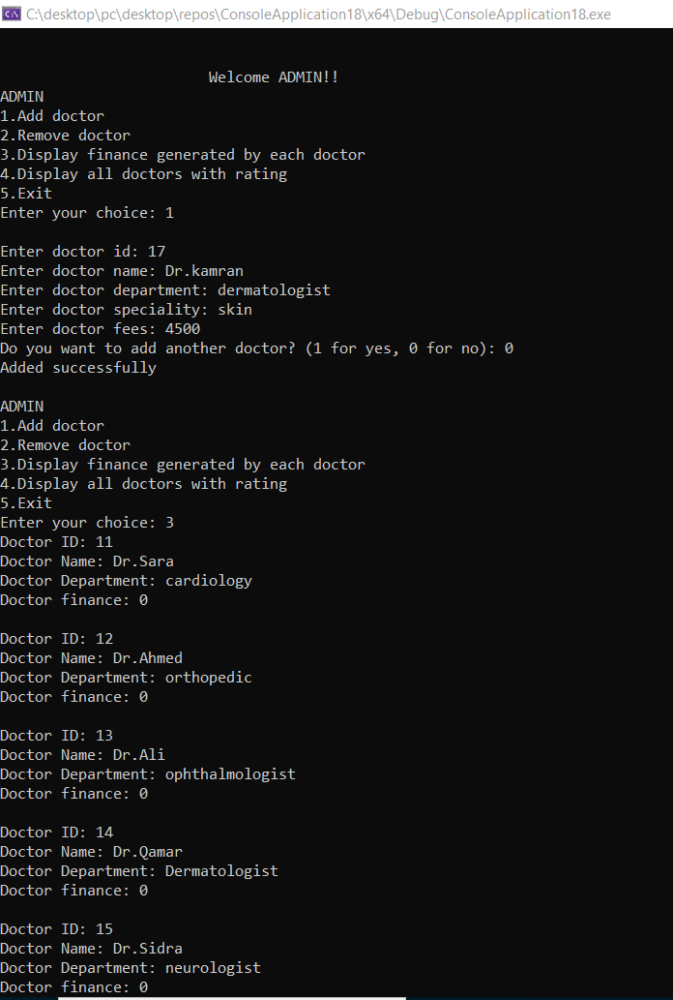 C:\desktop\pc\desktop\repos\ConsoleApplication18\x64\Debug\ConsoleApplication18.exe
Welcome ADMIN!!
ADMIN
1.Add doctor
2.Remove doctor
3.Display finance generated by each doctor
4.Display all doctors with rating
5.Exit
Enter your choice: 1
Enter doctor id: 17
Enter doctor name: Dr.kamran
Enter doctor department: dermatologist
Enter doctor speciality: skin
Enter doctor fees: 4500
Do you want to add another doctor? (1 for yes, 0 for no): 0
Added successfully
ADMIN
1.Add doctor
2.Remove doctor
3.Display finance generated by each doctor
4.Display all doctors with rating
5.Exit
Enter your choice: 3
Doctor ID: 11
Doctor Name: Dr.Sara
Doctor Department: cardiology
Doctor finance: 0
Doctor ID: 12
Doctor Name: Dr.Ahmed
Doctor Department: orthopedic
Doctor finance: 0
Doctor ID: 13
Doctor Name: Dr.Ali
Doctor Department: ophthalmologist
Doctor finance: 0
Doctor ID: 14
Doctor Name: Dr.Qamar
Doctor Department: Dermatologist
Doctor finance: 0
Doctor ID: 15
Doctor Name: Dr.Sidra
Doctor Department: neurologist
Doctor finance: 0